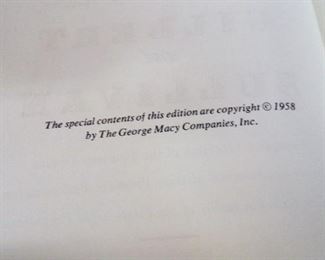 The special contents of this edition are copyright © 1958
by The George Macy Companies, Inc.